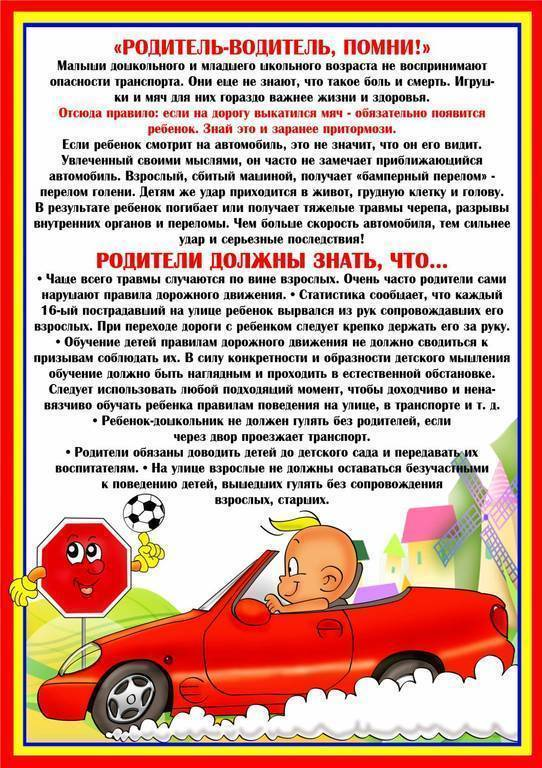 «РОДИТЕЛЬ-ВОДИТЕЛЬ, ПОМНИ!»
Малыши дошкольного и младшего школьного возраста не воспринимают
опасности транспорта. Они еще не знают, что такое боль и смерть. Игруш-
ки и мяч для них гораздо важнее жизни и здоровья.
Отсюда правило: если на дорогу выкатился мяч - обязательно появится
ребенок. Знай это и заранее притормози.
Если ребенок смотрит на автомобиль, это не значит, что он его видит.
Увлеченный своими мыслями, он часто не замечает приближающийся
автомобиль. Взрослый, сбитый машиной, получает «бамперный перелом» -
перелом голени. Детям же удар приходится в живот, грудную клетку и голову.
В результате ребенок погибает или получает тяжелые травмы черепа, разрывы
внутренних органов и переломы. Чем больше скорость автомобиля, тем сильнее
удар и серьезные последствия!
РОДИТЕЛИ ДОЛЖНЫ ЗНАТЬ, ЧТО...
• Чаще всего травмы случаются по вине взрослых. Очень часто родители сами
нарушают правила дорожного движения. • Статистика сообщает, что каждый
16-ый пострадавший на улице ребенок вырвался из рук сопровождавших его
взрослых. При переходе дороги с ребенком следует крепко держать его за руку.
• Обучение детей правилам дорожного движения не должно сводиться к
призывам соблюдать их. В силу конкретности и образности детского мышления
обучение должно быть наглядным и проходить в естественной обстановке.
Следует использовать любой подходящий момент, чтобы доходчиво и нена-
вязчиво обучать ребенка правилам поведения на улице, в транспорте и т. д.
• Ребенок-дошкольник не должен гулять без родителей, если
через двор проезжает транспорт.
• Родители обязаны доводить детей до детского сада и передавать их
воспитателям. • На улице взрослые не должны оставаться безучастными
к поведению детей, вышедших гулять без сопровождения
взрослых, старших.